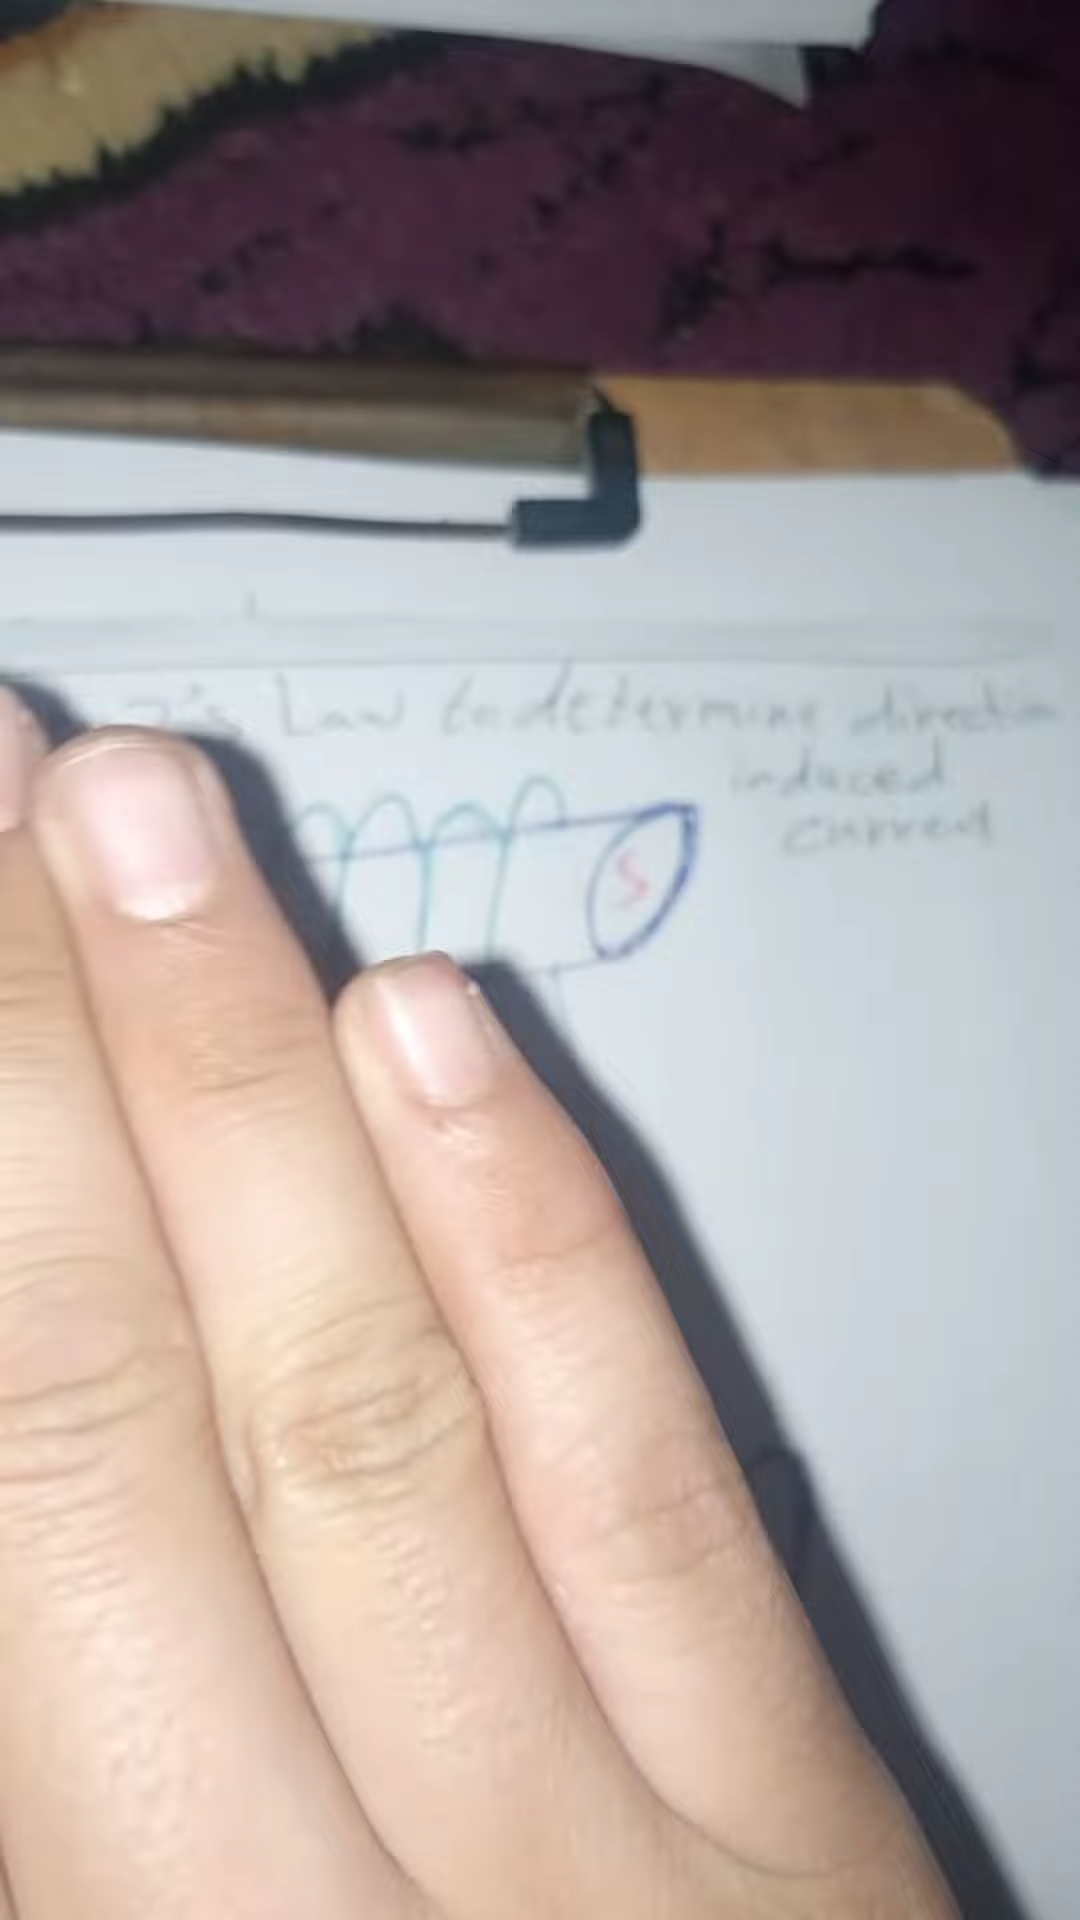 Law to determine direction
induced
current
S